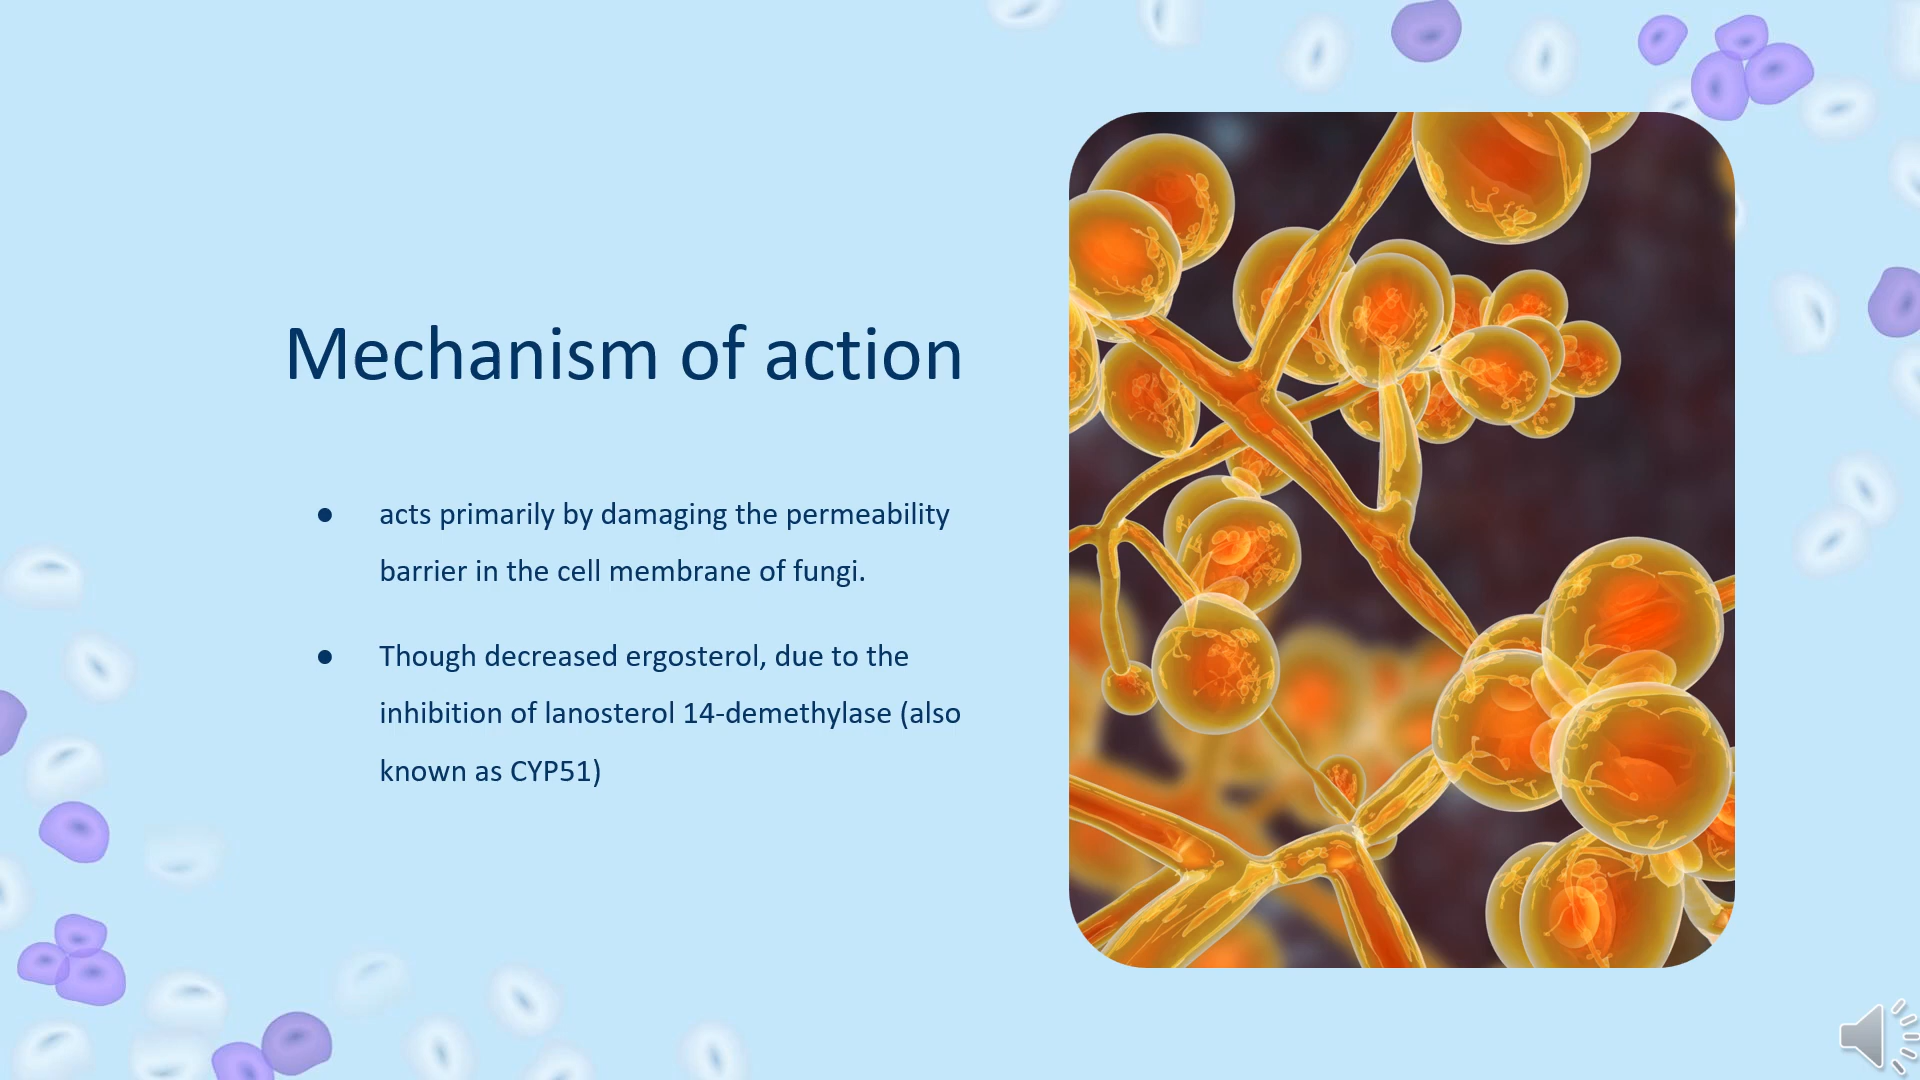 Mechanism of action
● acts primarily by damaging the permeability
barrier in the cell membrane of fungi.
● Though decreased ergosterol, due to the
inhibition of lanosterol 14-demethylase (also
known as CYP51)